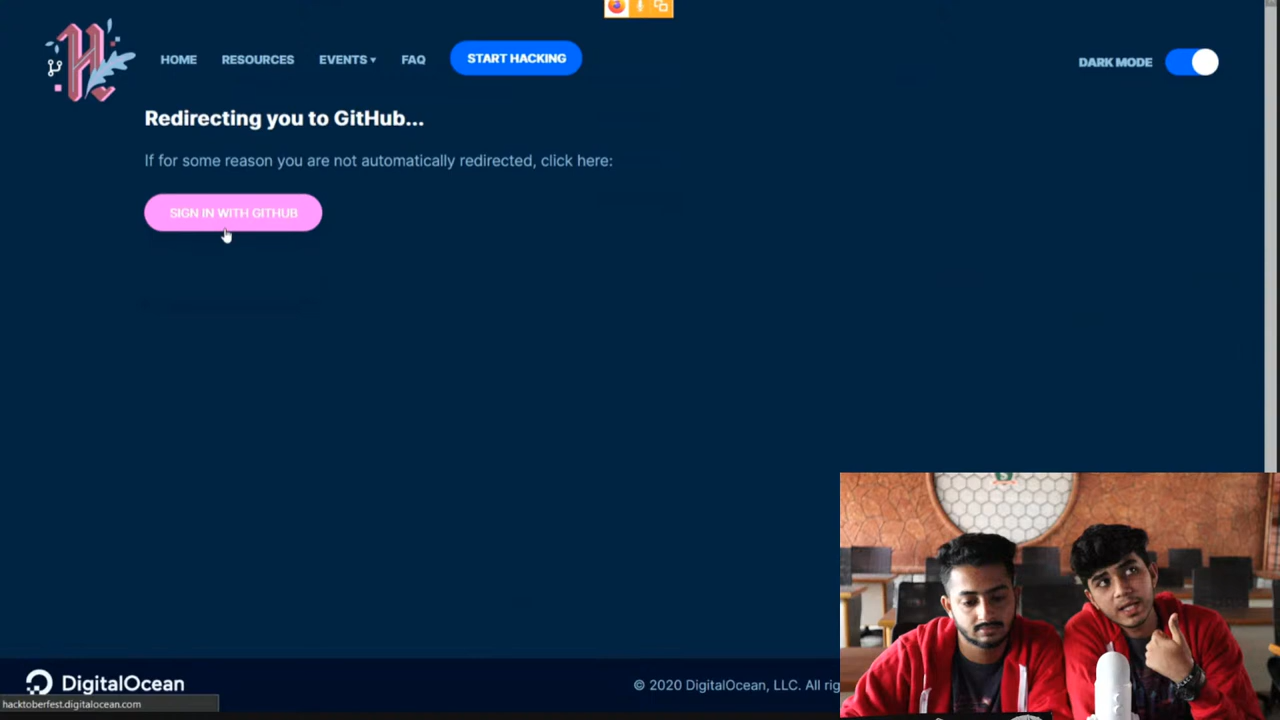 HOME RESOURCES EVENTS ▾ FAQ START HACKING DARK MODE
Redirecting you to GitHub...
If for some reason you are not automatically redirected, click here:
SIGN IN WITH GITHUB
DigitalOcean © 2020 DigitalOcean, LLC. All rig
hacktoberfest.digitalocean.com